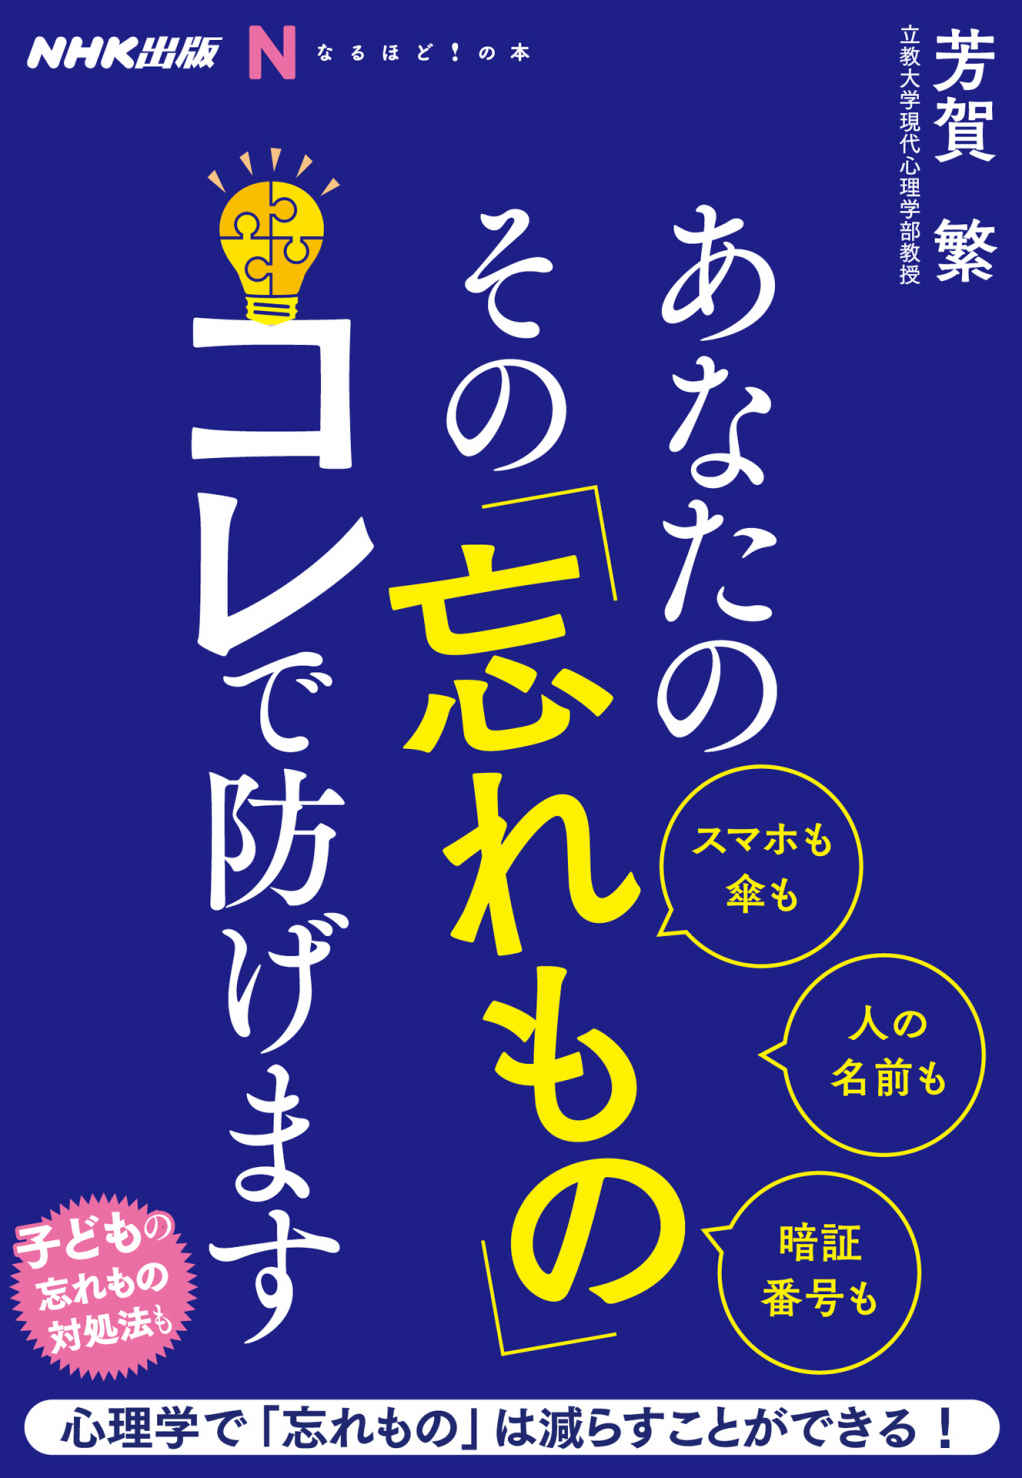 NHK出版 N なるほど!の本
芳賀 繁
立教大学現代心理学部教授
あなたの
その「忘れもの」
コレで防げます
スマホも
傘も
人の
名前も
暗証
番号も
子どもの
忘れもの
対処法も
心理学で「忘れもの」は減らすことができる!